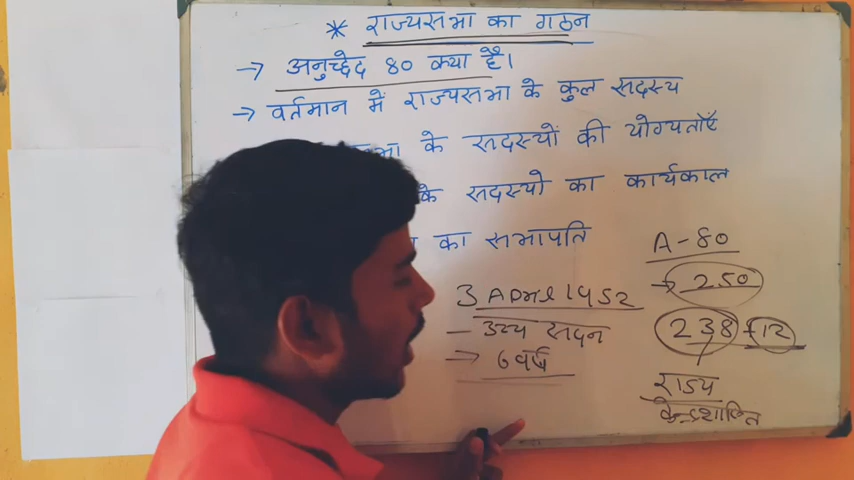 * राज्यसभा का गठन
→ अनुच्छेद 80 क्या है।
→ वर्तमान में राज्यसभा के कुल सदस्य
के सदस्यों की योग्यताएँ
के सदस्यो का कार्यकाल
का सभापति
A-80
→ 250
238 +12
राज्य
केन्द्रशासित
3 April 1952
- उच्च सदन
→ 6 वर्ष